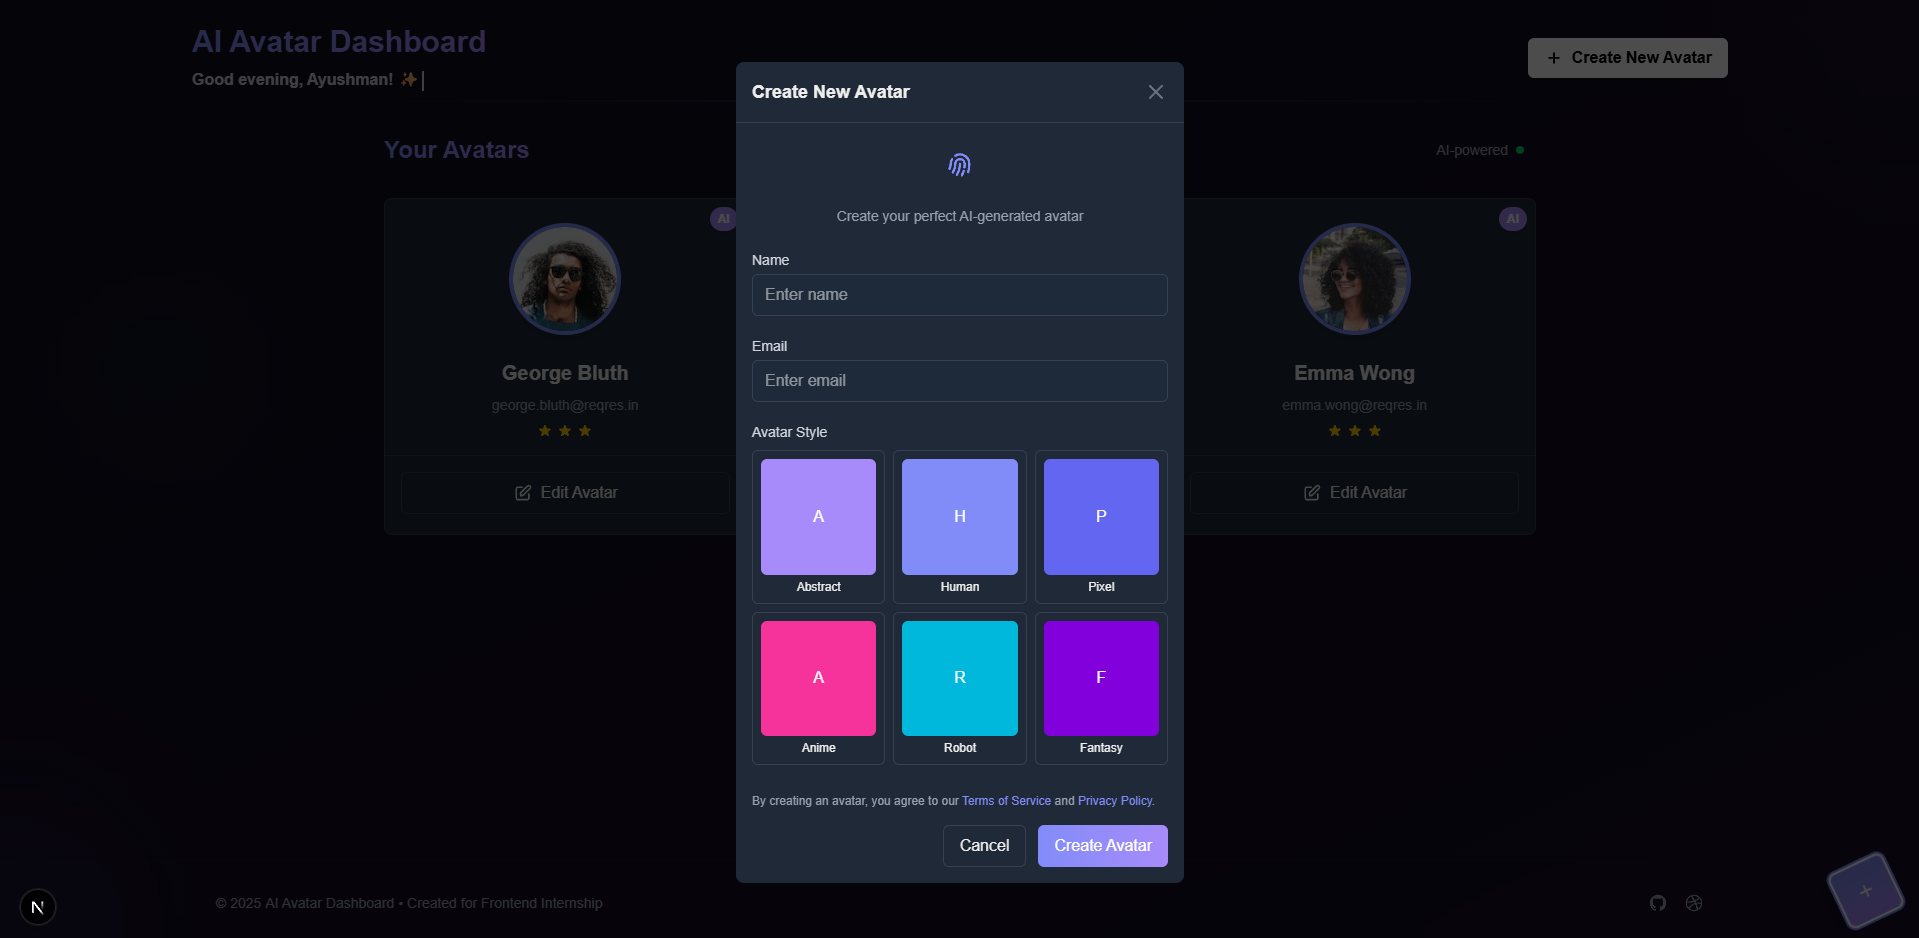 AI Avatar Dashboard
Good evening, Ayushman! ✨
+ Create New Avatar
Your Avatars
AI-powered
AI
George Bluth
george.bluth@reqres.in
Edit Avatar
AI
Emma Wong
emma.wong@reqres.in
Edit Avatar
Create New Avatar
Create your perfect AI-generated avatar
Name
Enter name
Email
Enter email
Avatar Style
A H P
Abstract Human Pixel
A R F
Anime Robot Fantasy
By creating an avatar, you agree to our Terms of Service and Privacy Policy.
Cancel Create Avatar
N
© 2025 AI Avatar Dashboard • Created for Frontend Internship
+